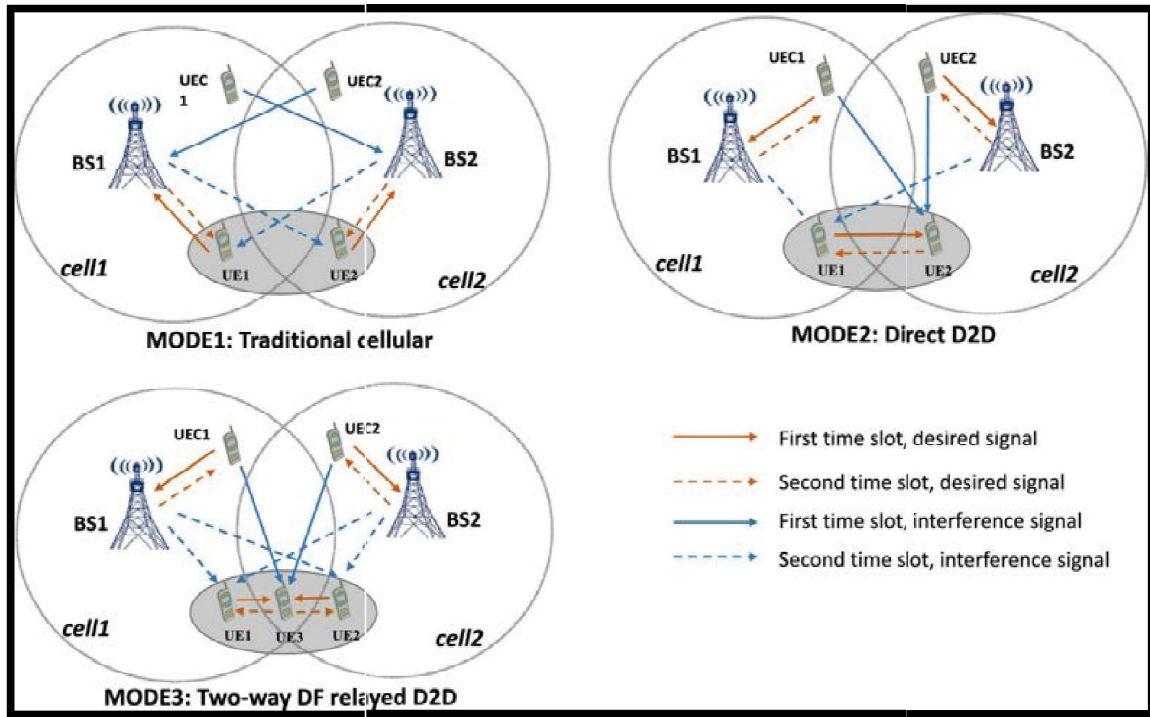 UEC
1
UEC2
BS1
BS2
UE1
UE2
cell1
cell2
MODE1: Traditional cellular
UEC1
UEC2
BS1
BS2
UE1
UE2
cell1
cell2
MODE2: Direct D2D
UEC1
UEC2
BS1
BS2
UE1
UE3
UE2
cell1
cell2
MODE3: Two-way DF relayed D2D
First time slot, desired signal
Second time slot, desired signal
First time slot, interference signal
Second time slot, interference signal